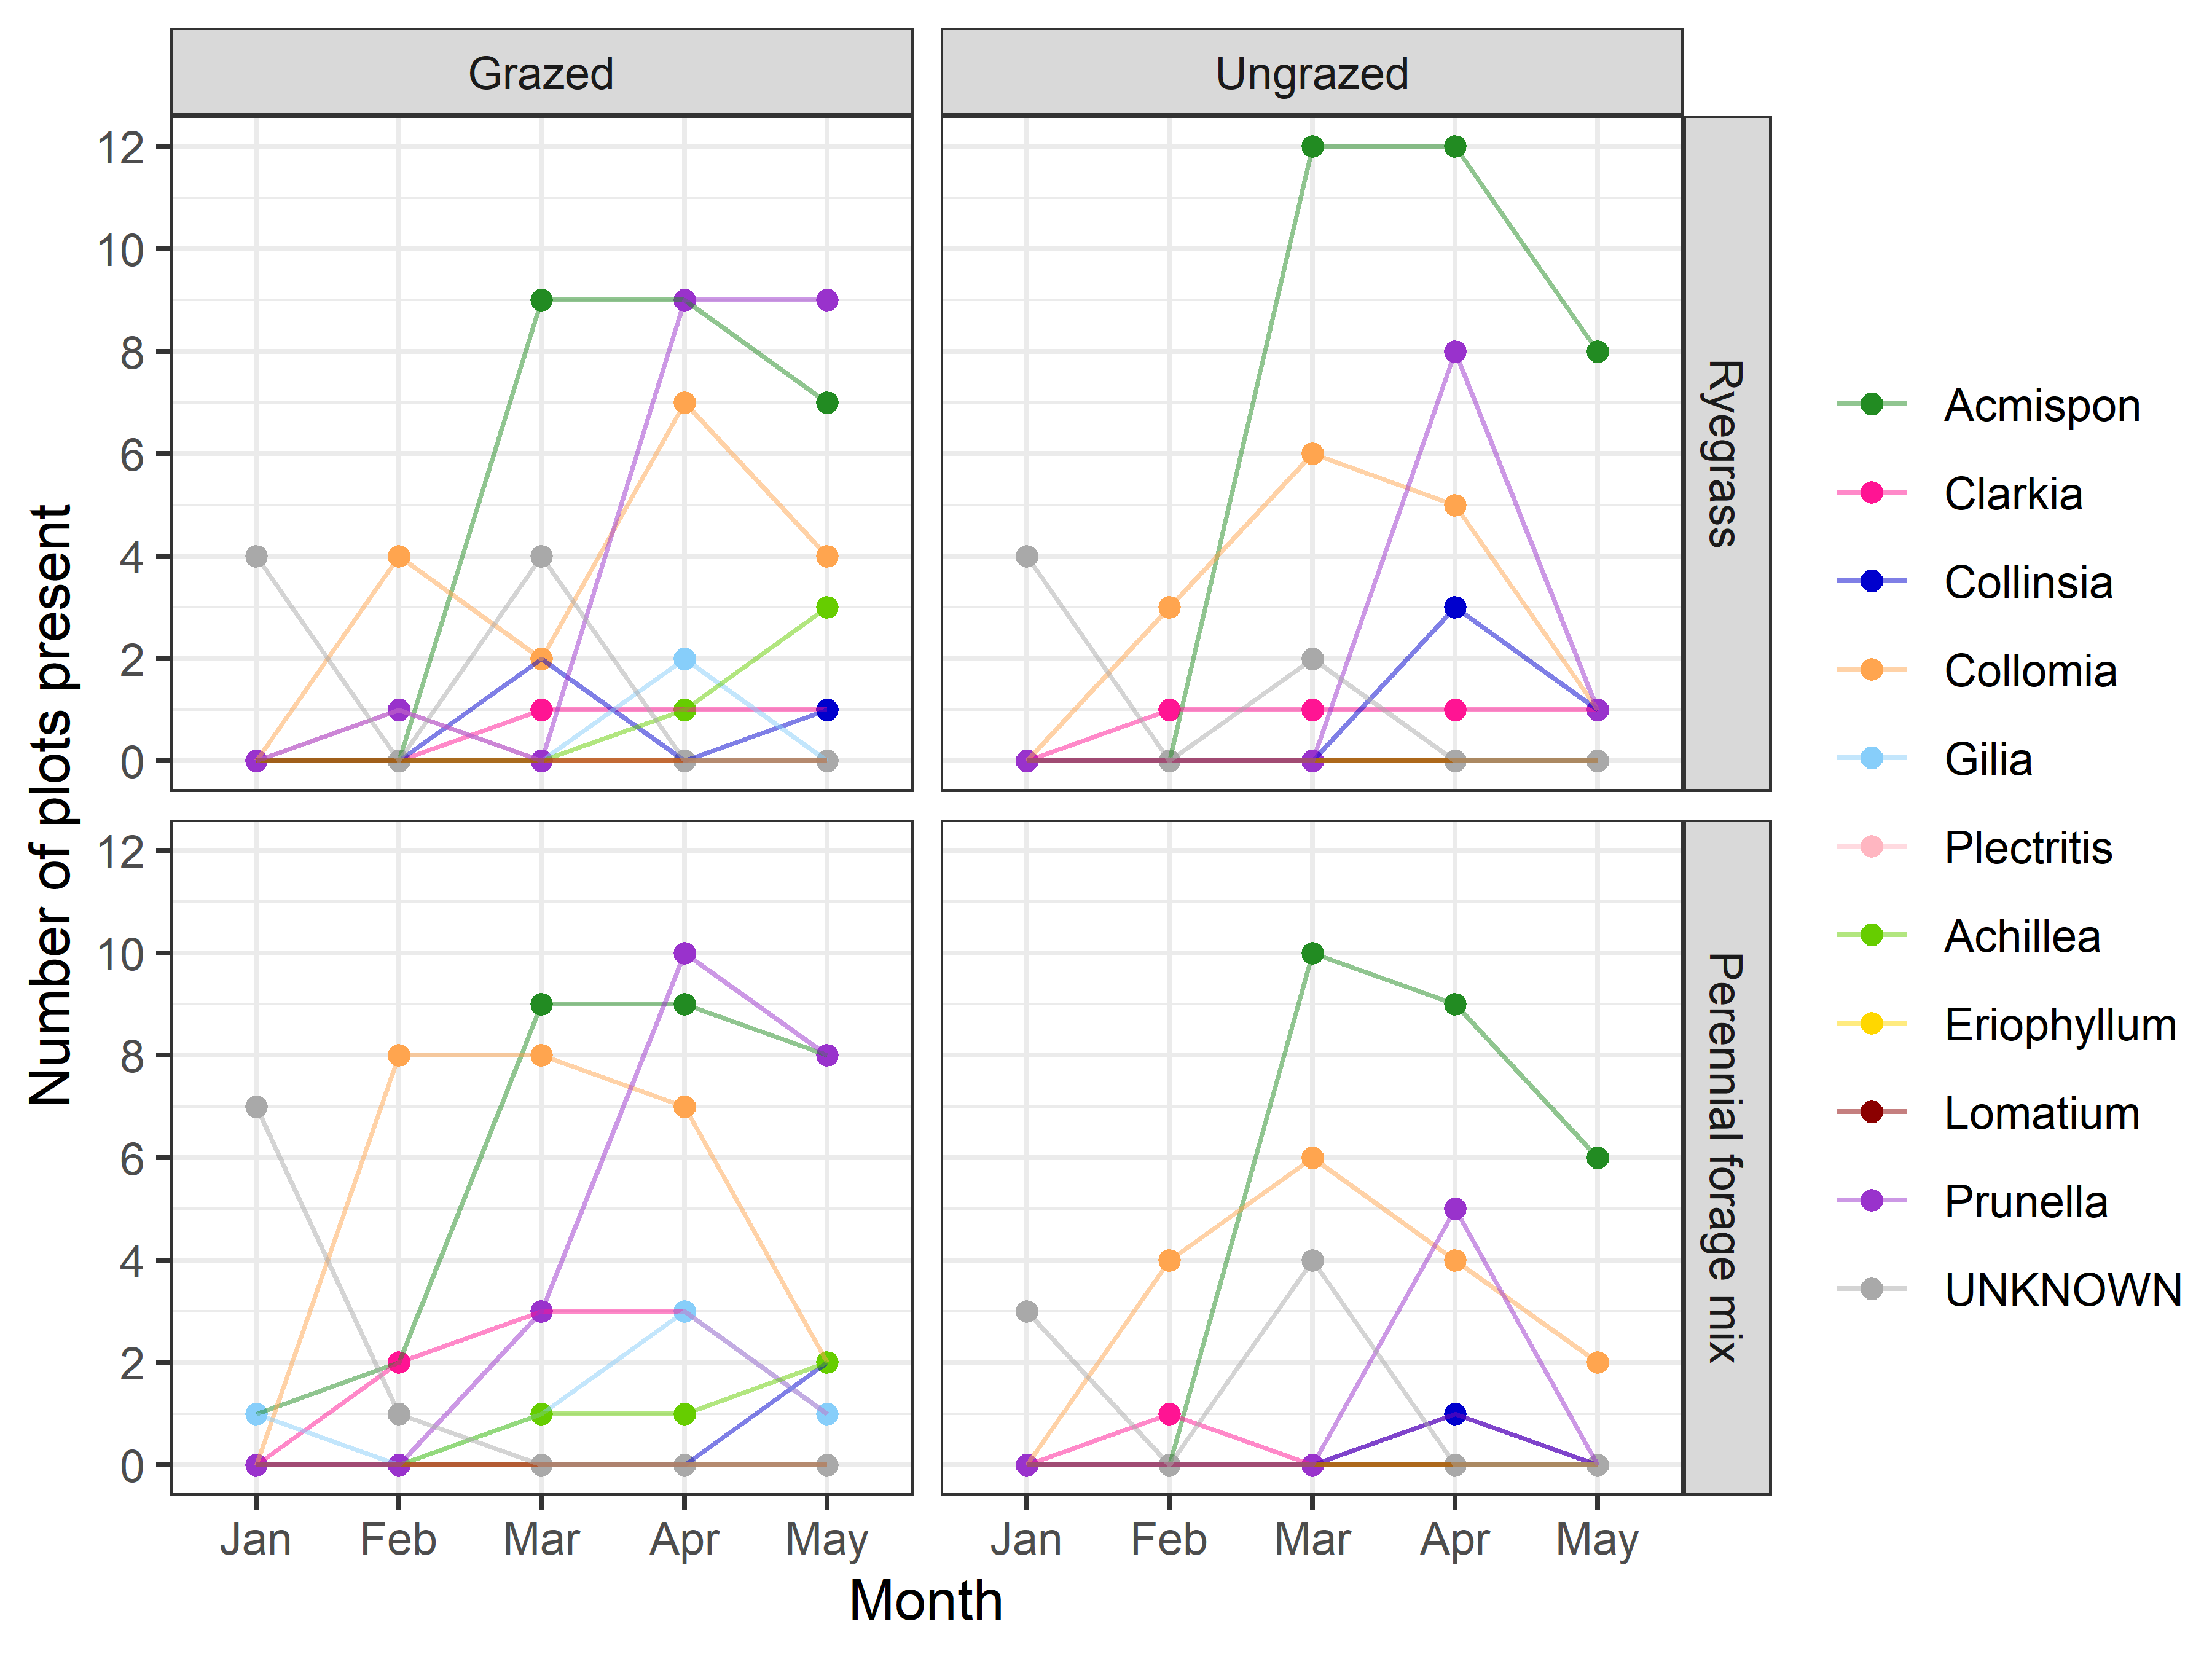 Grazed
Ungrazed
12
10
8
6
4
2
0
Ryegrass
12
10
8
6
4
2
0
Perennial forage mix
Number of plots present
Jan Feb Mar Apr May
Jan Feb Mar Apr May
Month
Acmispon
Clarkia
Collinsia
Collomia
Gilia
Plectritis
Achillea
Eriophyllum
Lomatium
Prunella
UNKNOWN